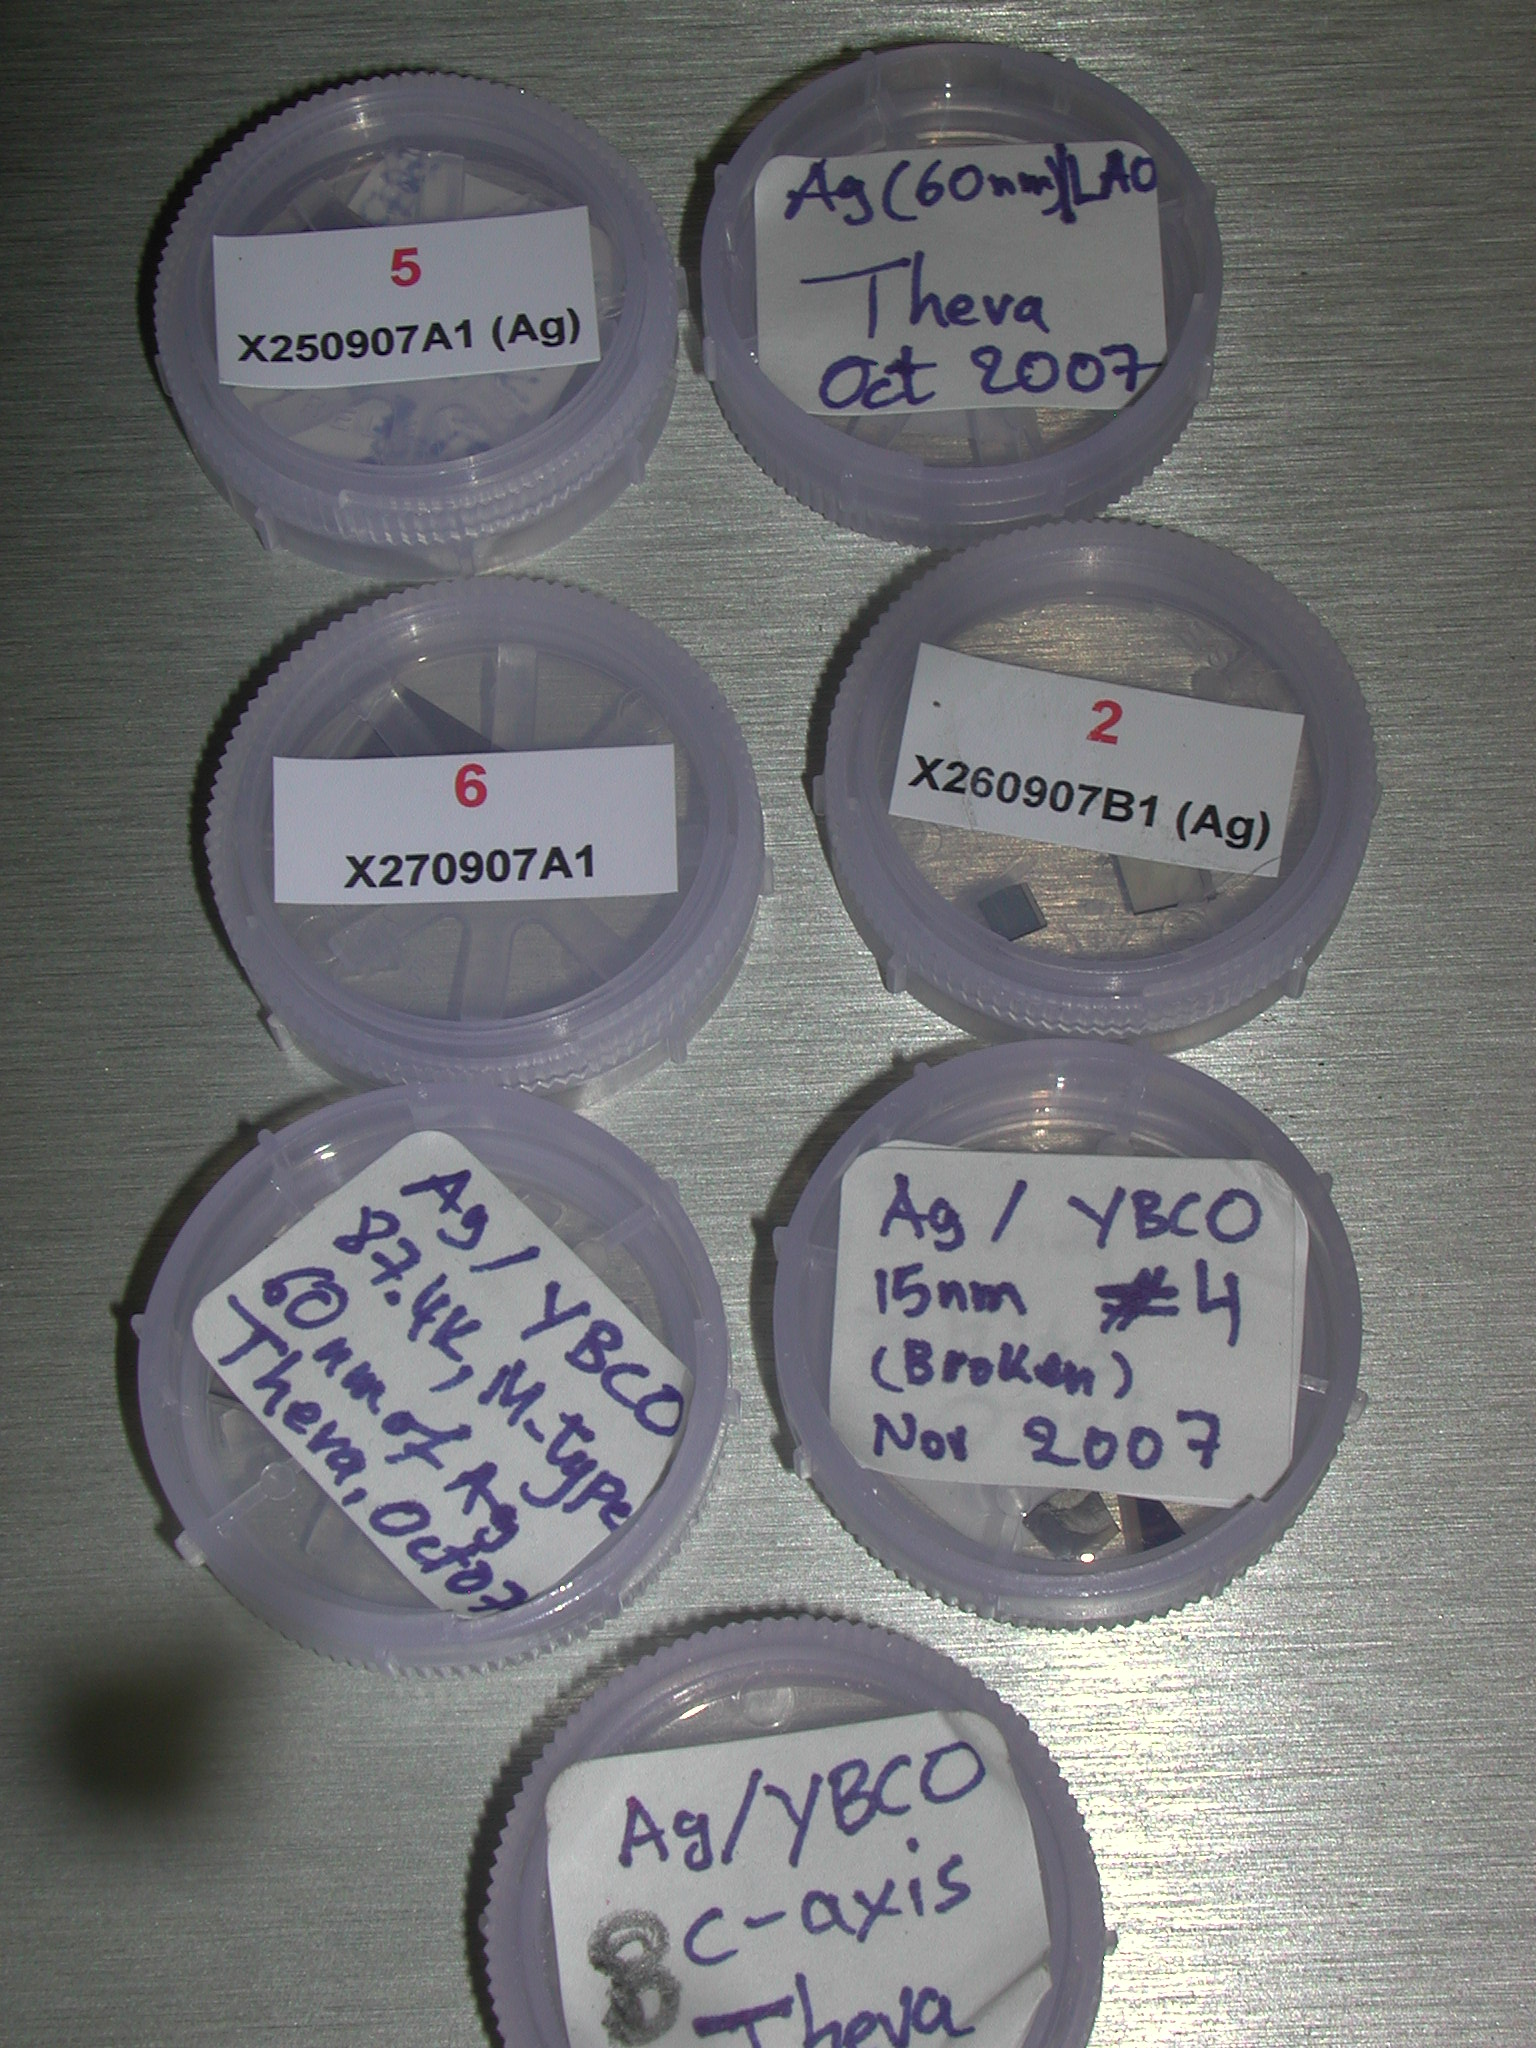 5
X250907A1 (Ag)
Ag(60nm)/LAO
Theva
Oct 2007
6
X270907A1
2
X260907B1 (Ag)
Ag/YBCO
87.4K, M-type
60nm of Ag
Theva, Oct07
Ag/ YBCO
15nm #4
(Broken)
Nov 2007
Ag/YBCO
8 c-axis
Theva